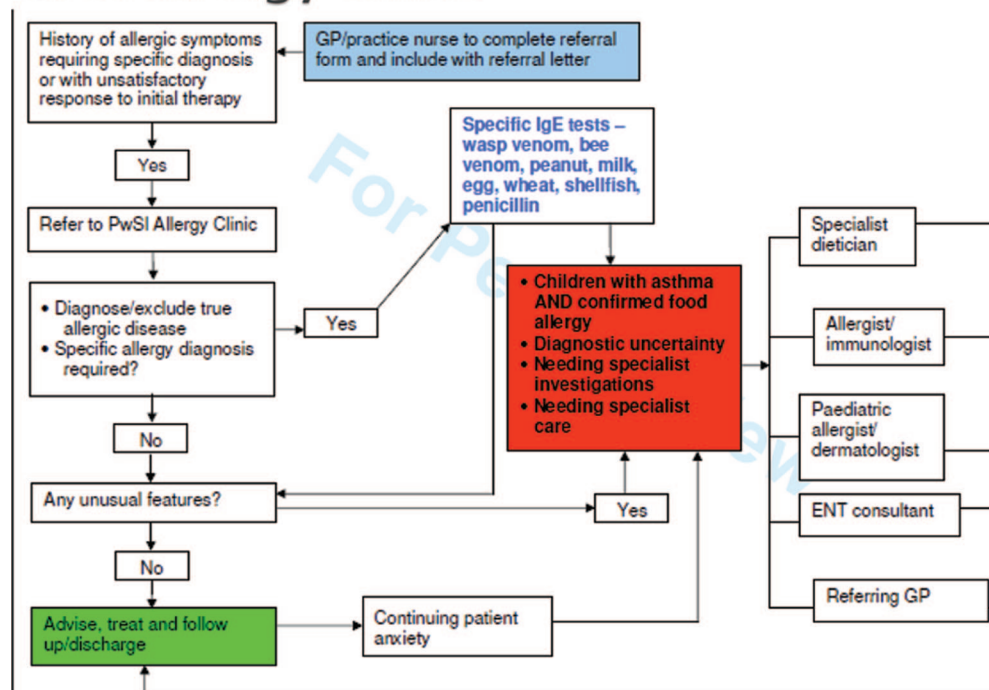 History of allergic symptoms
requiring specific diagnosis
or with unsatisfactory
response to initial therapy
GP/practice nurse to complete referral
form and include with referral letter
Yes
Refer to PwSI Allergy Clinic
Specific IgE tests –
wasp venom, bee
venom, peanut, milk,
egg, wheat, shellfish,
penicillin
• Diagnose/exclude true
allergic disease
• Specific allergy diagnosis
required?
Yes
No
Any unusual features?
Yes
No
Advise, treat and follow
up/discharge
Continuing patient
anxiety
• Children with asthma
AND confirmed food
allergy
• Diagnostic uncertainty
• Needing specialist
investigations
• Needing specialist
care
Specialist
dietician
Allergist/
immunologist
Paediatric
allergist/
dermatologist
ENT consultant
Referring GP